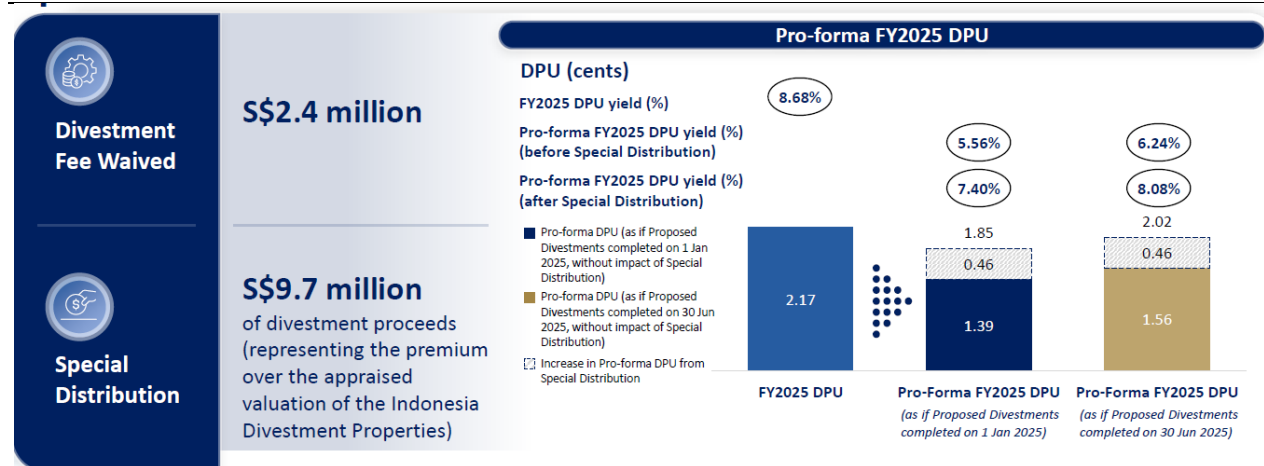 Divestment
Fee Waived
S$2.4 million
Special
Distribution
S$9.7 million
of divestment proceeds
(representing the premium
over the appraised
valuation of the Indonesia
Divestment Properties)
Pro-forma FY2025 DPU
DPU (cents)
FY2025 DPU yield (%)
8.68%
Pro-forma FY2025 DPU yield (%)
(before Special Distribution)
5.56%
6.24%
Pro-forma FY2025 DPU yield (%)
(after Special Distribution)
7.40%
8.08%
Pro-forma DPU (as if Proposed
Divestments completed on 1 Jan
2025, without impact of Special
Distribution)
Pro-forma DPU (as if Proposed
Divestments completed on 30 Jun
2025, without impact of Special
Distribution)
Increase in Pro-forma DPU from
Special Distribution
2.17
1.85
0.46
1.39
2.02
0.46
1.56
FY2025 DPU
Pro-Forma FY2025 DPU
(as if Proposed Divestments
completed on 1 Jan 2025)
Pro-Forma FY2025 DPU
(as if Proposed Divestments
completed on 30 Jun 2025)